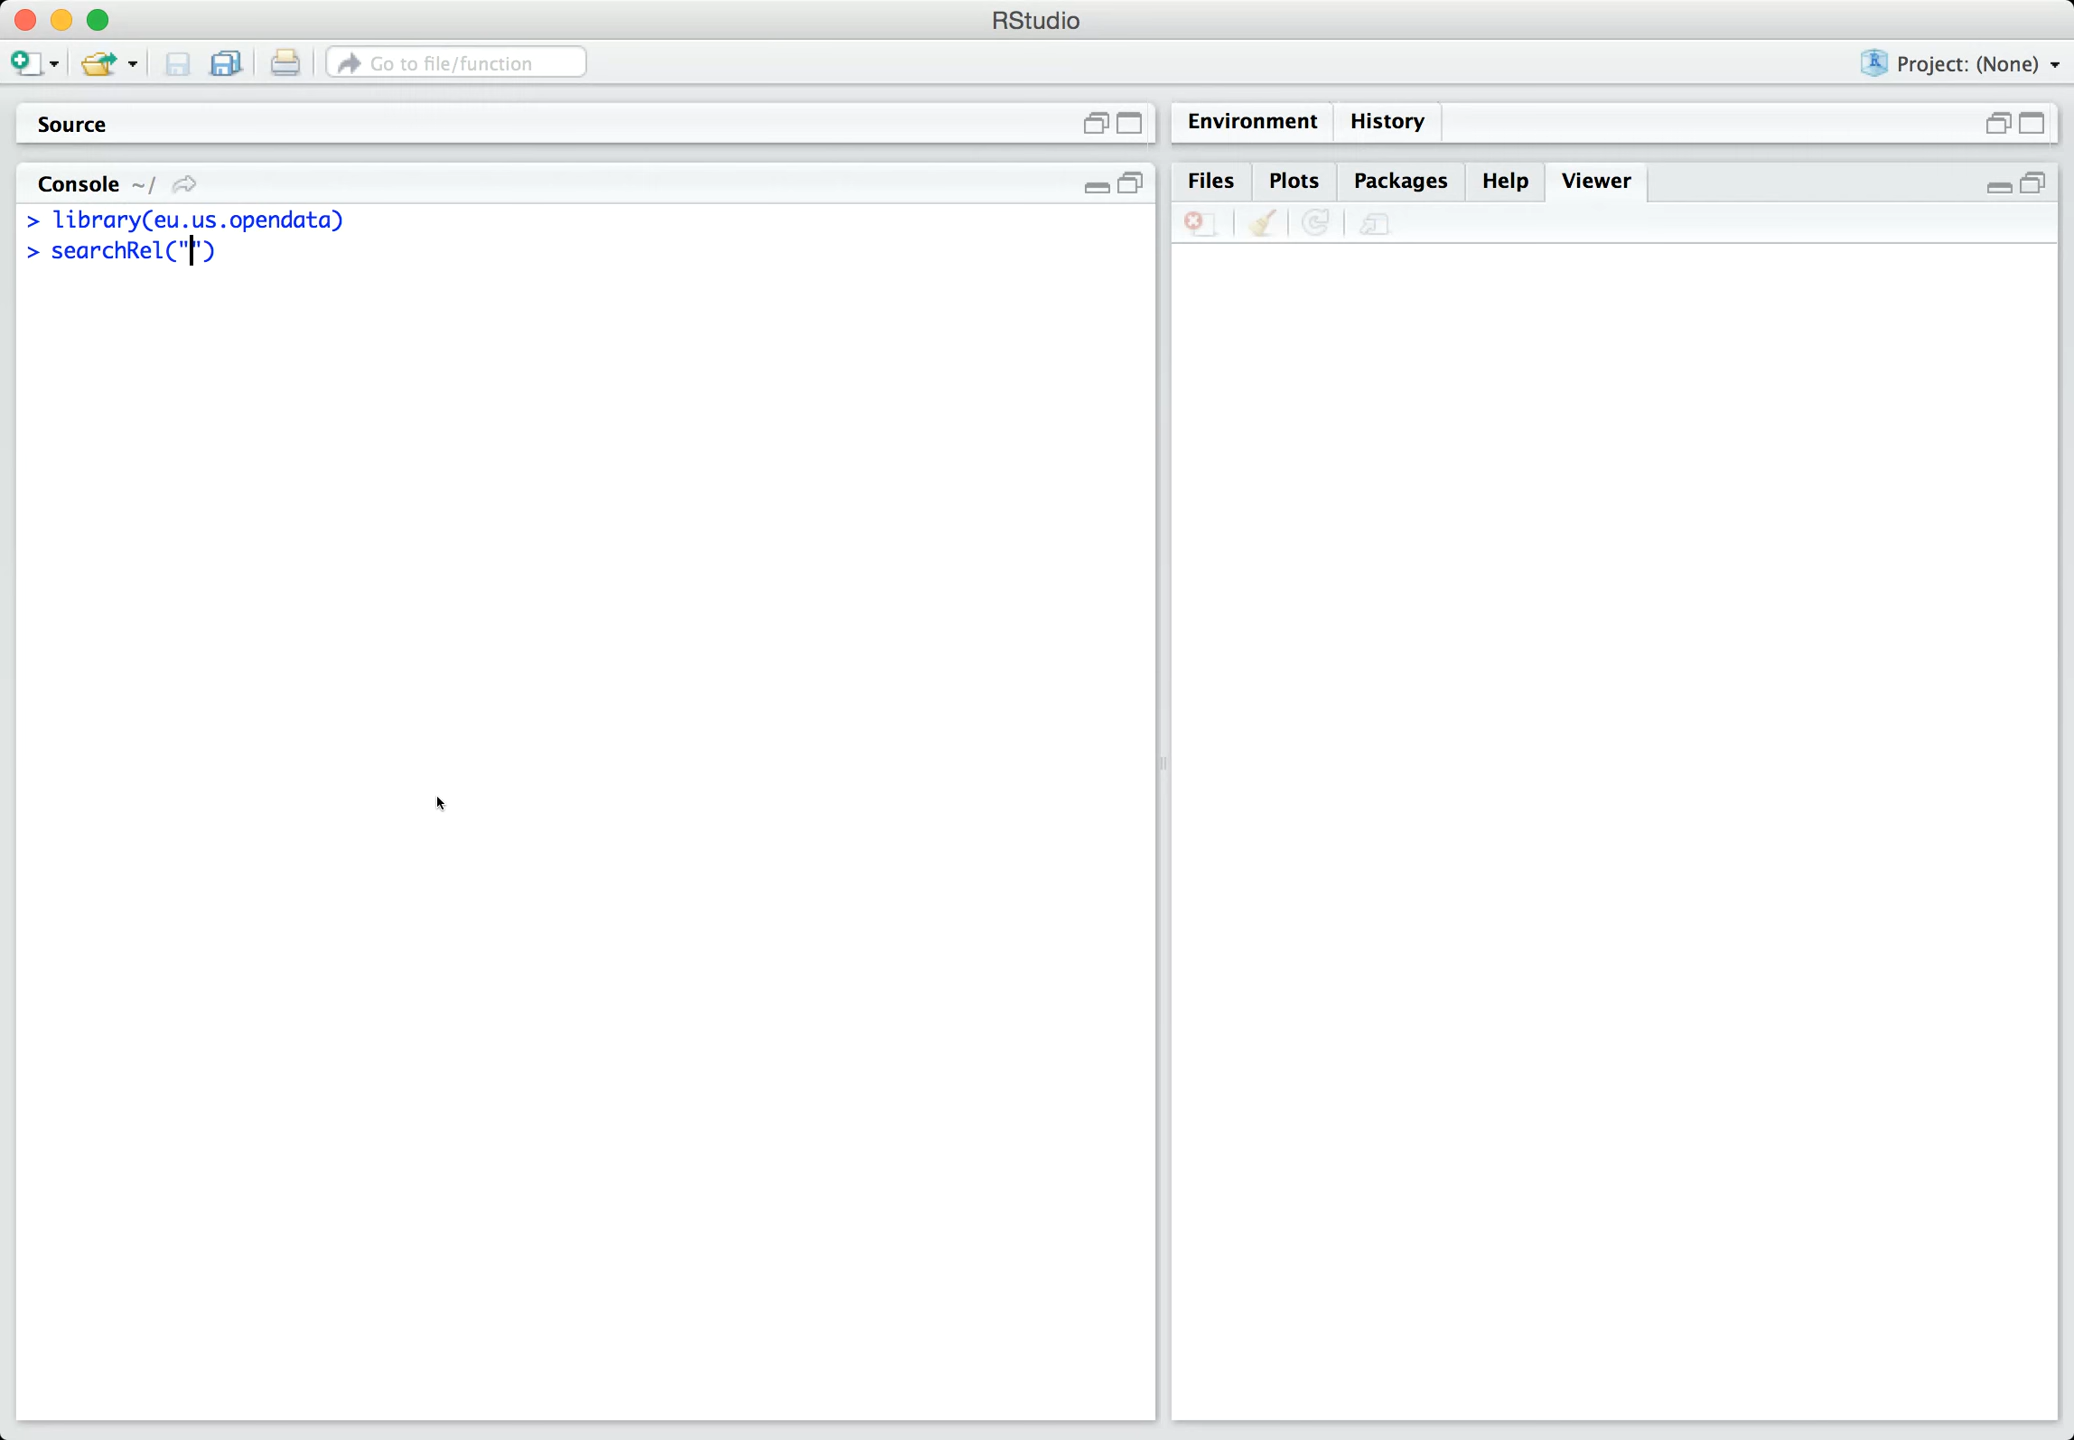 RStudio
Go to file/function
Project: (None)
Source
Environment History
Console ~/
Files Plots Packages Help Viewer
> library(eu.us.opendata)
> searchRel("")